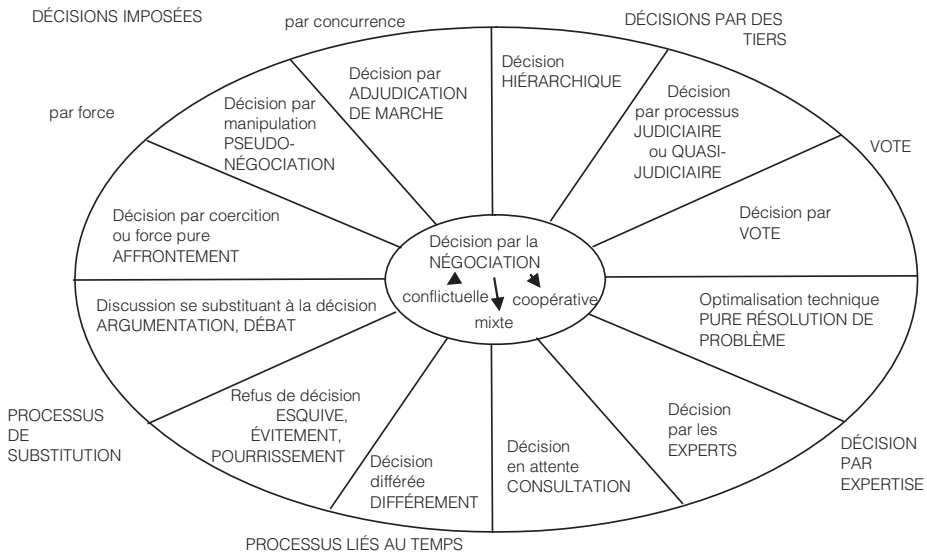 DÉCISIONS IMPOSÉES
par concurrence
DÉCISIONS PAR DES
TIERS
par force
Décision par
manipulation
PSEUDO-
NÉGOCIATION
Décision par
ADJUDICATION
DE MARCHE
Décision
HIÉRARCHIQUE
Décision
par processus
JUDICIAIRE
ou QUASI-
JUDICIAIRE
VOTE
Décision par coercition
ou force pure
AFFRONTEMENT
Décision par la
NÉGOCIATION
conflictuelle
coopérative
mixte
Décision par
VOTE
Discussion se substituant à la décision
ARGUMENTATION, DÉBAT
Optimalisation technique
PURE RÉSOLUTION DE
PROBLÈME
PROCESSUS
DE
SUBSTITUTION
Refus de décision
ESQUIVE,
ÉVITEMENT,
POURRISSEMENT
Décision
différée
DIFFÉREMENT
Décision
en attente
CONSULTATION
Décision
par les
EXPERTS
DÉCISION
PAR
EXPERTISE
PROCESSUS LIÉS AU TEMPS